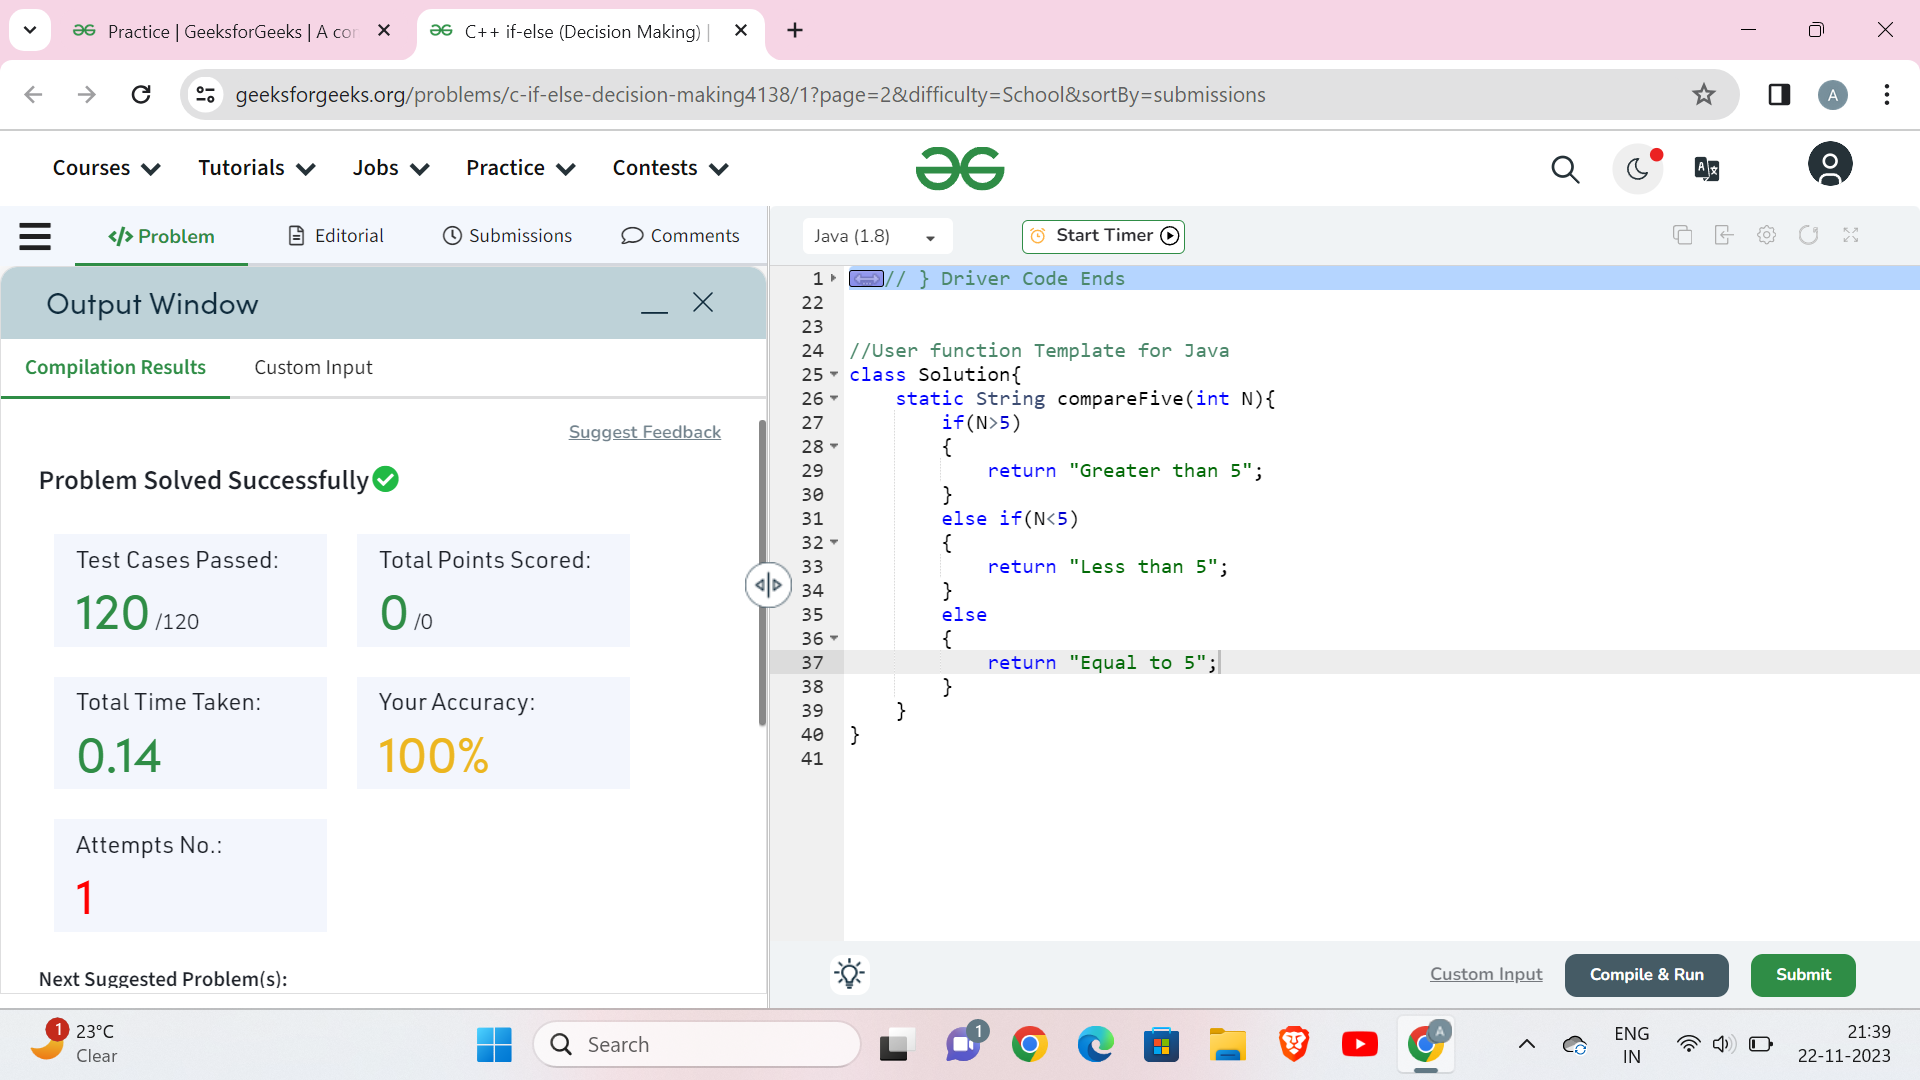 Practice | GeeksforGeeks | A cor
C++ if-else (Decision Making) |
geeksforgeeks.org/problems/c-if-else-decision-making4138/1?page=2&difficulty=School&sortBy=submissions
A
Courses
Tutorials
Jobs
Practice
Contests
</> Problem
Editorial
Submissions
Comments
Java (1.8)
Start Timer
Output Window
Compilation Results
Custom Input
Suggest Feedback
Problem Solved Successfully
Test Cases Passed:
120 /120
Total Points Scored:
0 /0
Total Time Taken:
0.14
Your Accuracy:
100%
Attempts No.:
1
Next Suggested Problem(s):
1 // } Driver Code Ends
22
23
24 //User function Template for Java
25 class Solution{
26 static String compareFive(int N){
27 if(N>5)
28 {
29 return "Greater than 5";
30 }
31 else if(N<5)
32 {
33 return "Less than 5";
34 }
35 else
36 {
37 return "Equal to 5";
38 }
39 }
40 }
41
Custom Input
Compile & Run
Submit
1
23°C
Clear
Search
1
A
ENG
IN
21:39
22-11-2023